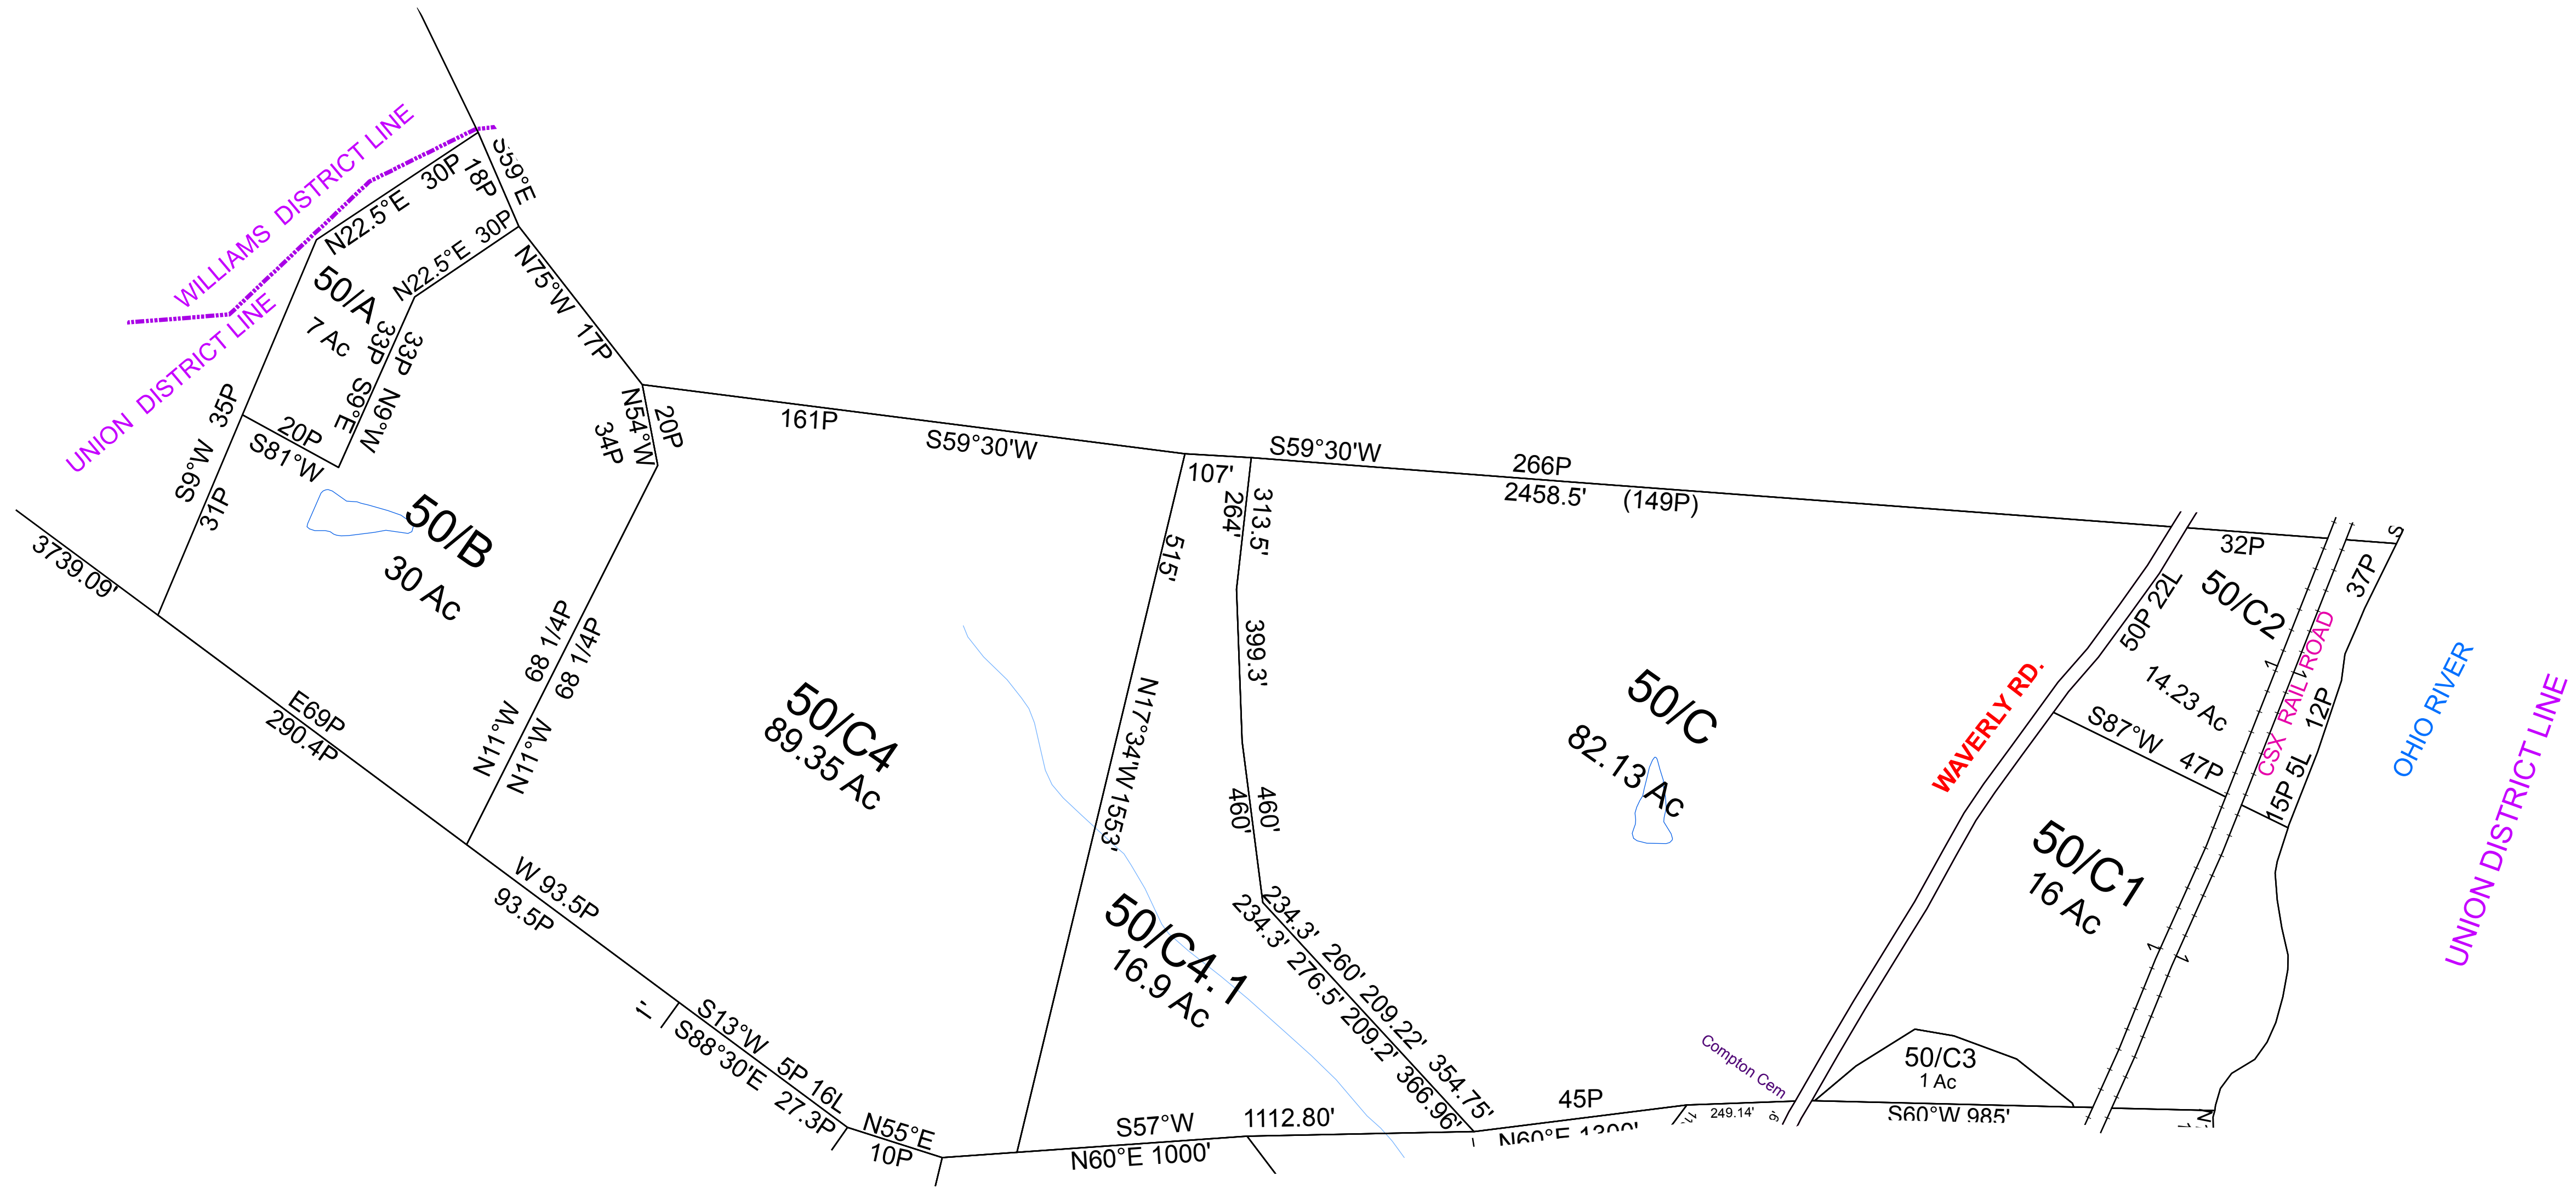 WILLIAMS DISTRICT LINE
UNION DISTRICT LINE
S59°E
18P
N22.5°E 30P
N22.5°E 30P
50/A
7 Ac
33P S9°E
33P N9°W
S9°W 35P
31P
20P
S81°W
N75°W 17P
N54°W
20P
34P
50/B
30 Ac
3739.09'
E69P
290.4P
N11°W 68 1/4P
N11°W 68 1/4P
W 93.5P
93.5P
161P
S59°30'W
50/C4
89.35 Ac
S13°W 5P 16L
S88°30'E 27.3P
N55°E
10P
107'
515'
N17°34'W 1553'
264'
313.5'
399.3'
460'
460'
50/C4.1
16.9 Ac
234.3' 260' 209.22' 354.75'
234.3' 276.5' 209.2' 366.96'
S57°W 1112.80'
N60°E 1000'
S59°30'W
266P
2458.5' (149P)
50/C
82.13 Ac
45P
N60°E 1300'
249.14'
Compton Cem
WAVERLY RD.
32P
50/C2
14.23 Ac
50P 22L
37P
12P
15P 5L
S87°W 47P
CSX RAIL ROAD
50/C1
16 Ac
50/C3
1 Ac
S60°W 985'
OHIO RIVER
UNION DISTRICT LINE